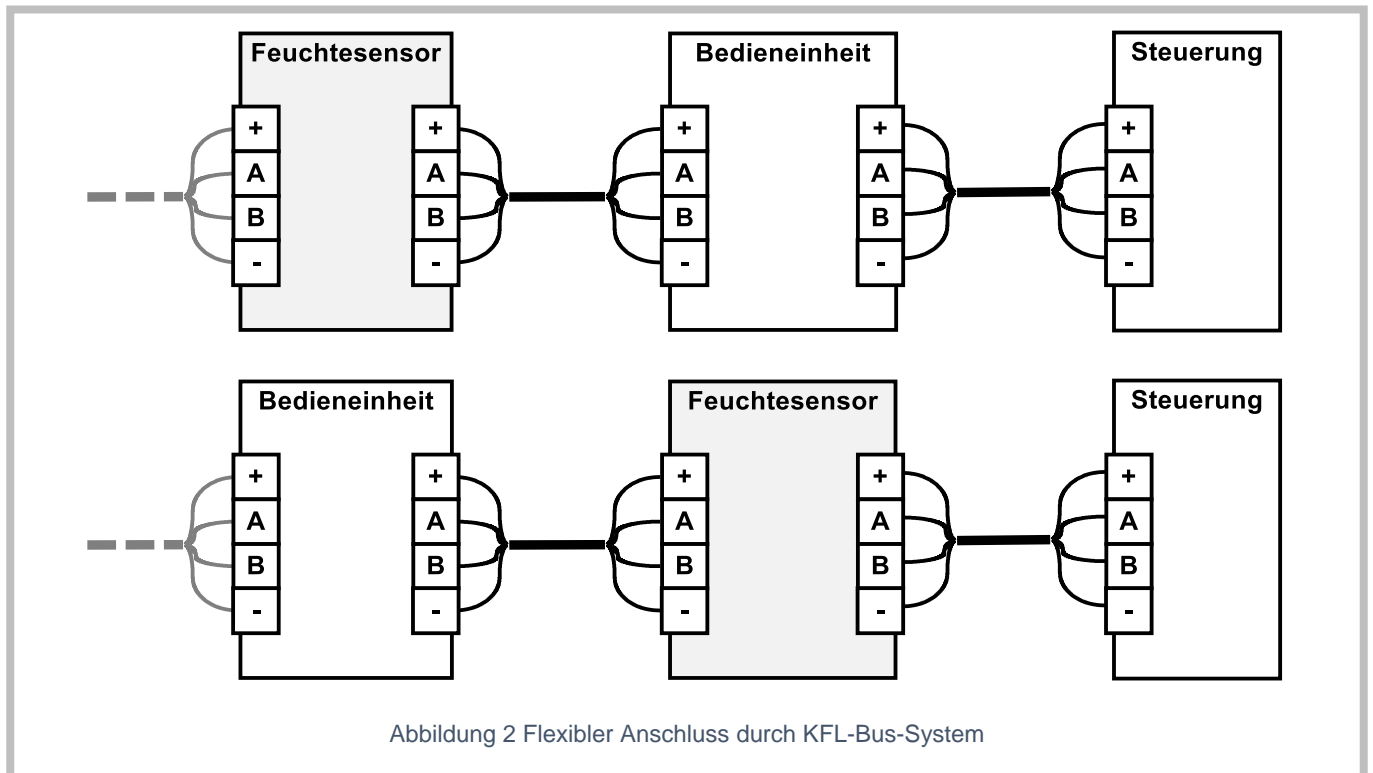 Feuchtesensor Bedieneinheit Steuerung
+ + + + +
A A A A A
B B B B B
- - - - -
Bedieneinheit Feuchtesensor Steuerung
+ + + + +
A A A A A
B B B B B
- - - - -
Abbildung 2 Flexibler Anschluss durch KFL-Bus-System